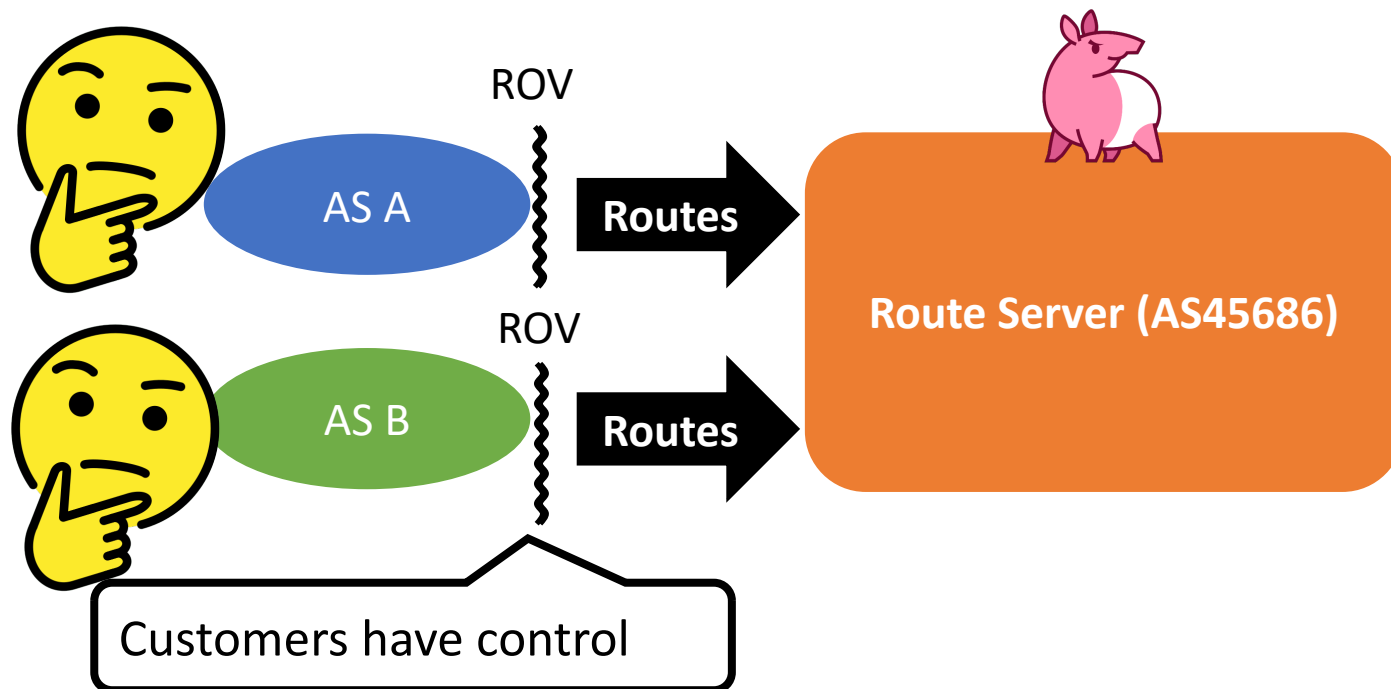 ROV
AS A
Routes
Route Server (AS45686)
ROV
AS B
Routes
Customers have control